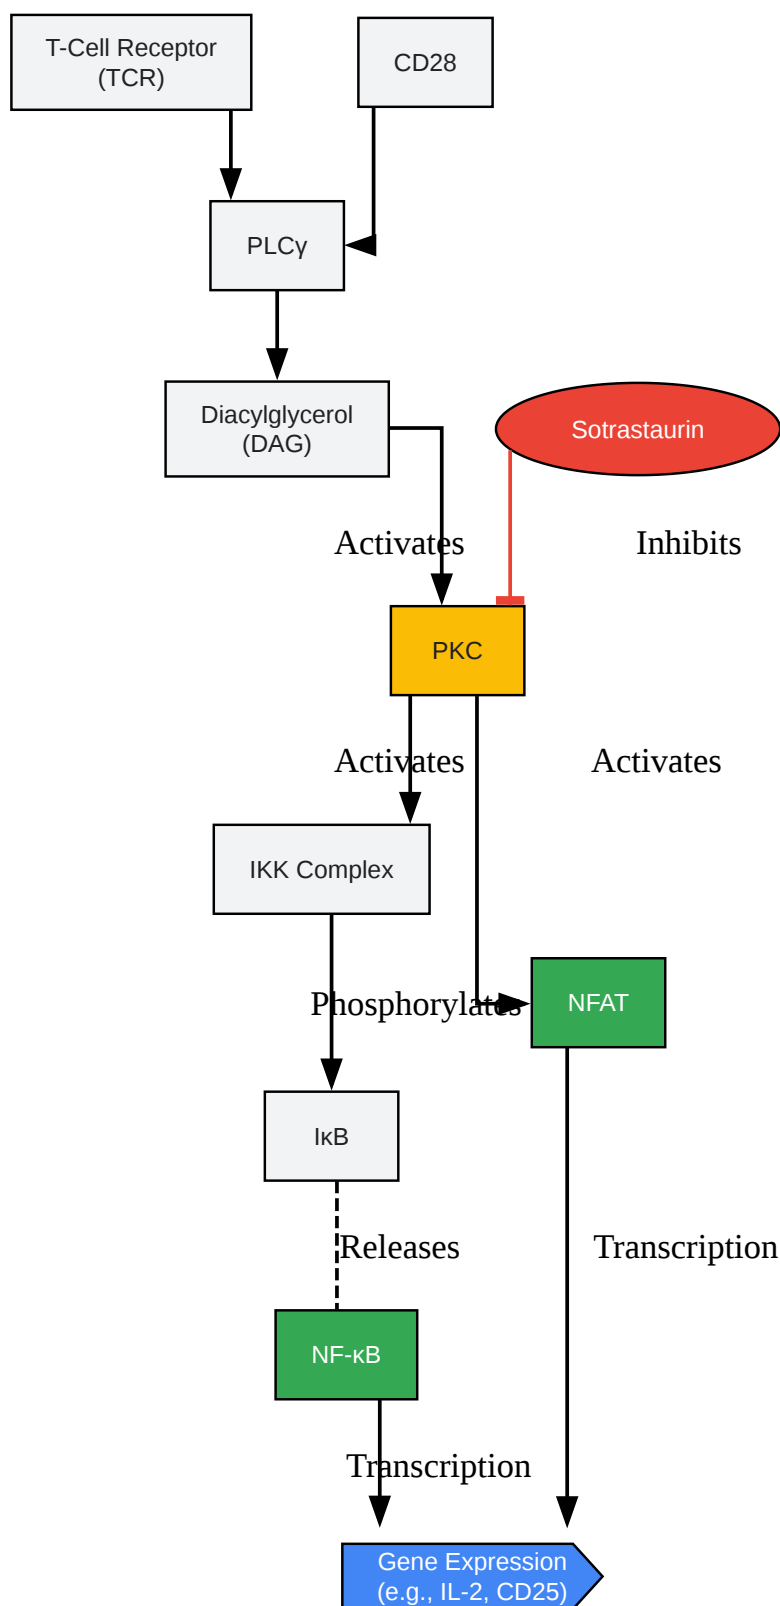 T-Cell Receptor
(TCR)
CD28
PLCγ
Diacylglycerol
(DAG)
Sotrastaurin
Activates
Inhibits
PKC
Activates
Activates
IKK Complex
Phosphorylates
NFAT
IκB
Releases
Transcription
NF-κB
Transcription
Gene Expression
(e.g., IL-2, CD25)